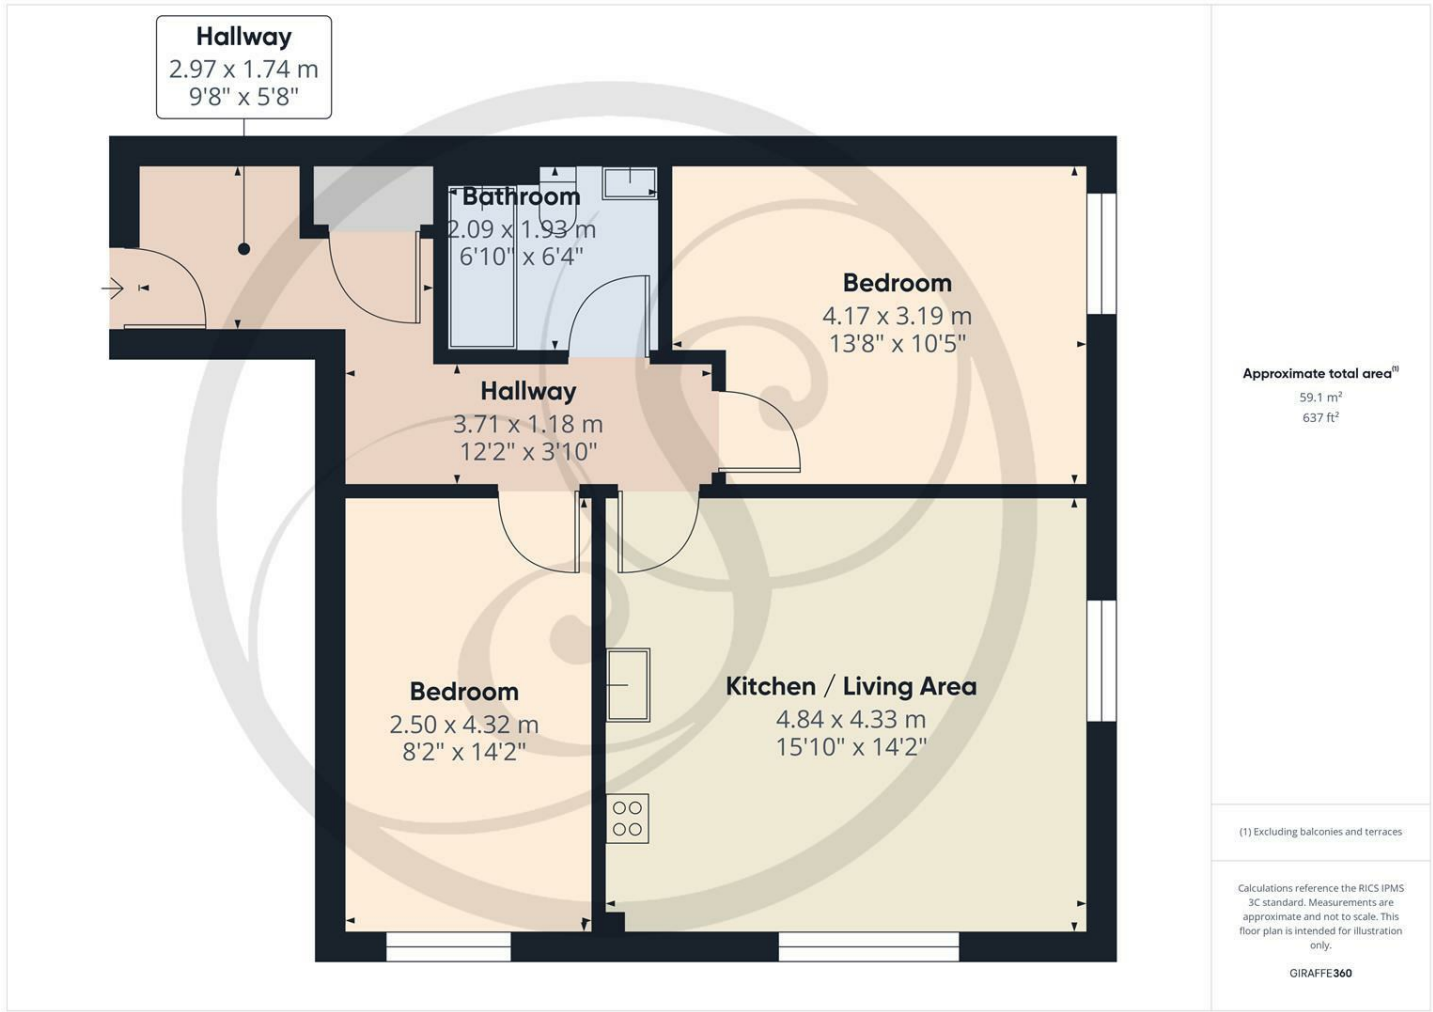 Hallway
2.97 x 1.74 m
9'8" x 5'8"
Bathroom
2.09 x 1.93 m
6'10" x 6'4"
Bedroom
4.17 x 3.19 m
13'8" x 10'5"
Hallway
3.71 x 1.18 m
12'2" x 3'10"
Bedroom
2.50 x 4.32 m
8'2" x 14'2"
Kitchen / Living Area
4.84 x 4.33 m
15'10" x 14'2"
Approximate total area(1)
59.1 m²
637 ft²
(1) Excluding balconies and terraces
Calculations reference the RICS IPMS
3C standard. Measurements are
approximate and not to scale. This
floor plan is intended for illustration
only.
GIRAFFE360